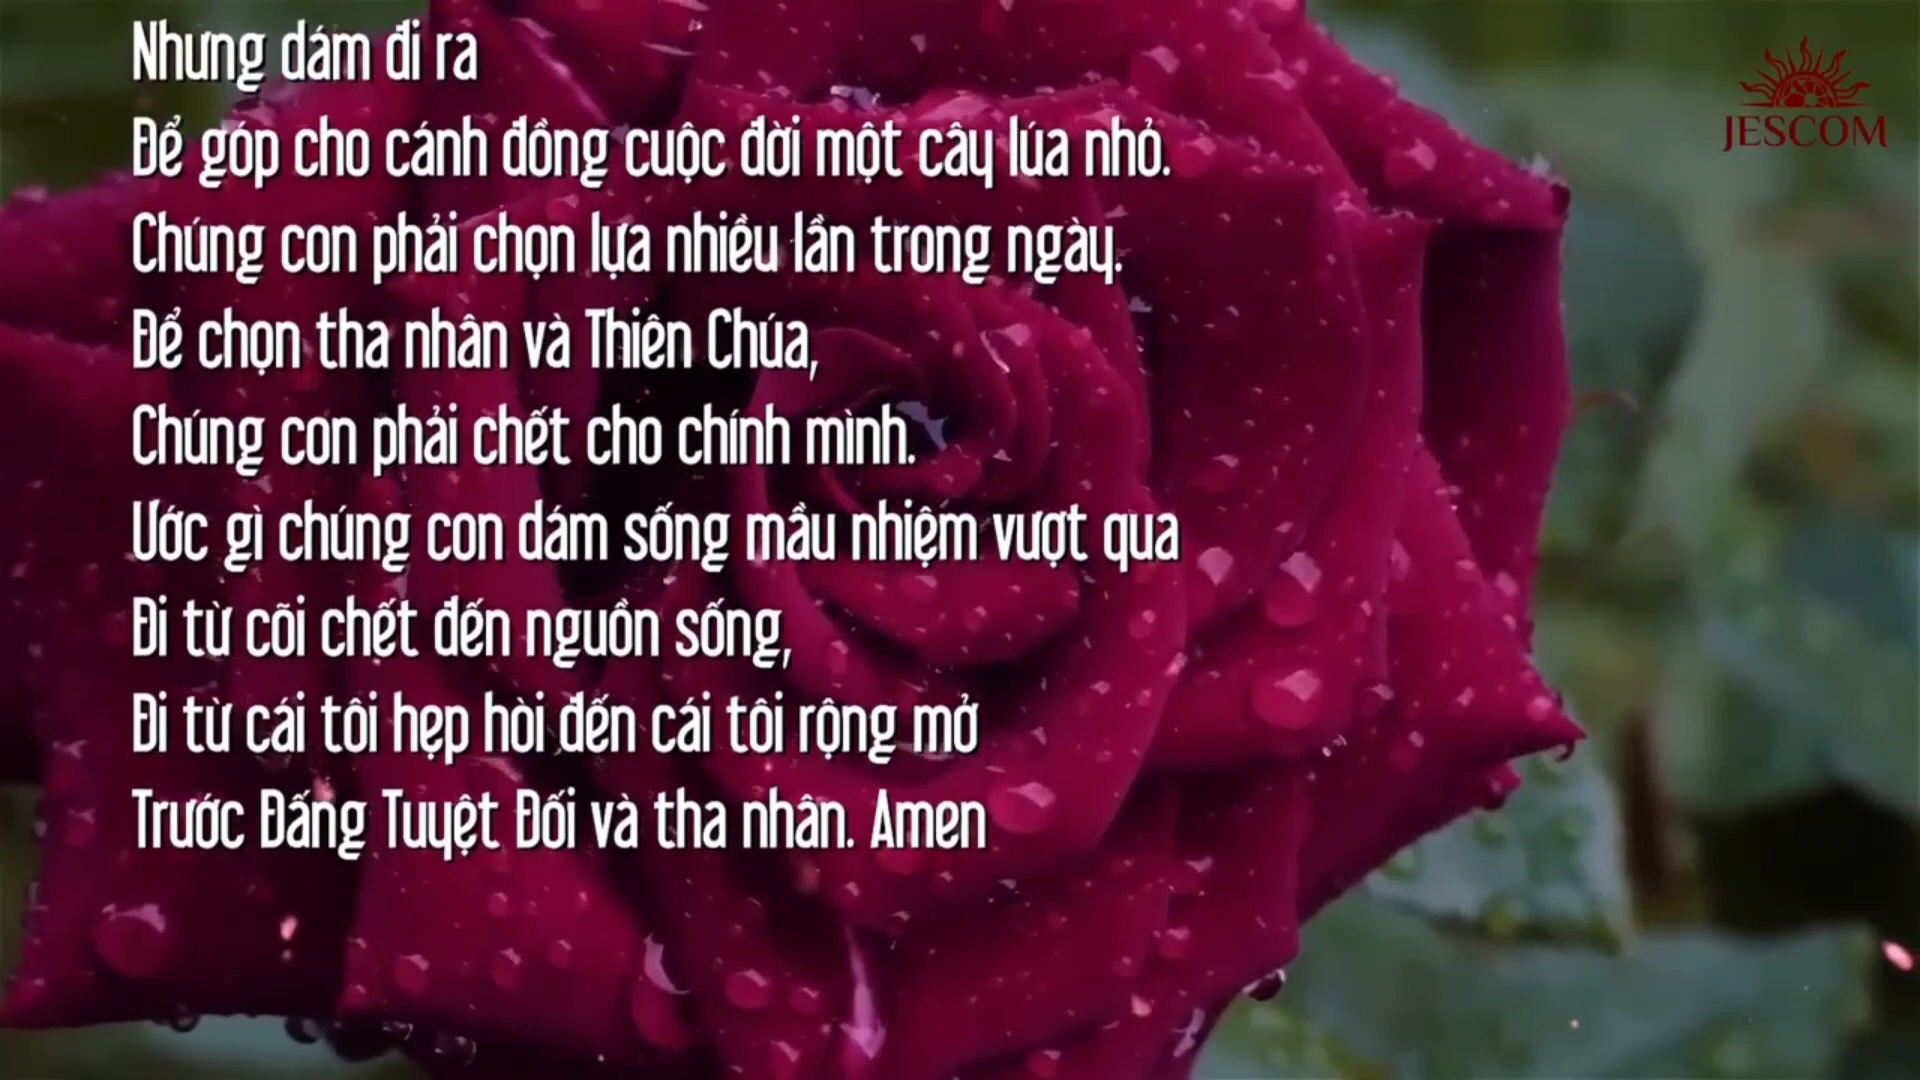 Nhưng dám đi ra
Để góp cho cánh đồng cuộc đời một cây lúa nhỏ.
Chúng con phải chọn lựa nhiều lần trong ngày.
Để chọn tha nhân và Thiên Chúa,
Chúng con phải chết cho chính mình.
Ước gì chúng con dám sống mầu nhiệm vượt qua
Đi từ cõi chết đến nguồn sống,
Đi từ cái tôi hẹp hòi đến cái tôi rộng mở
Trước Đấng Tuyệt Đối và tha nhân. Amen
JESCOM